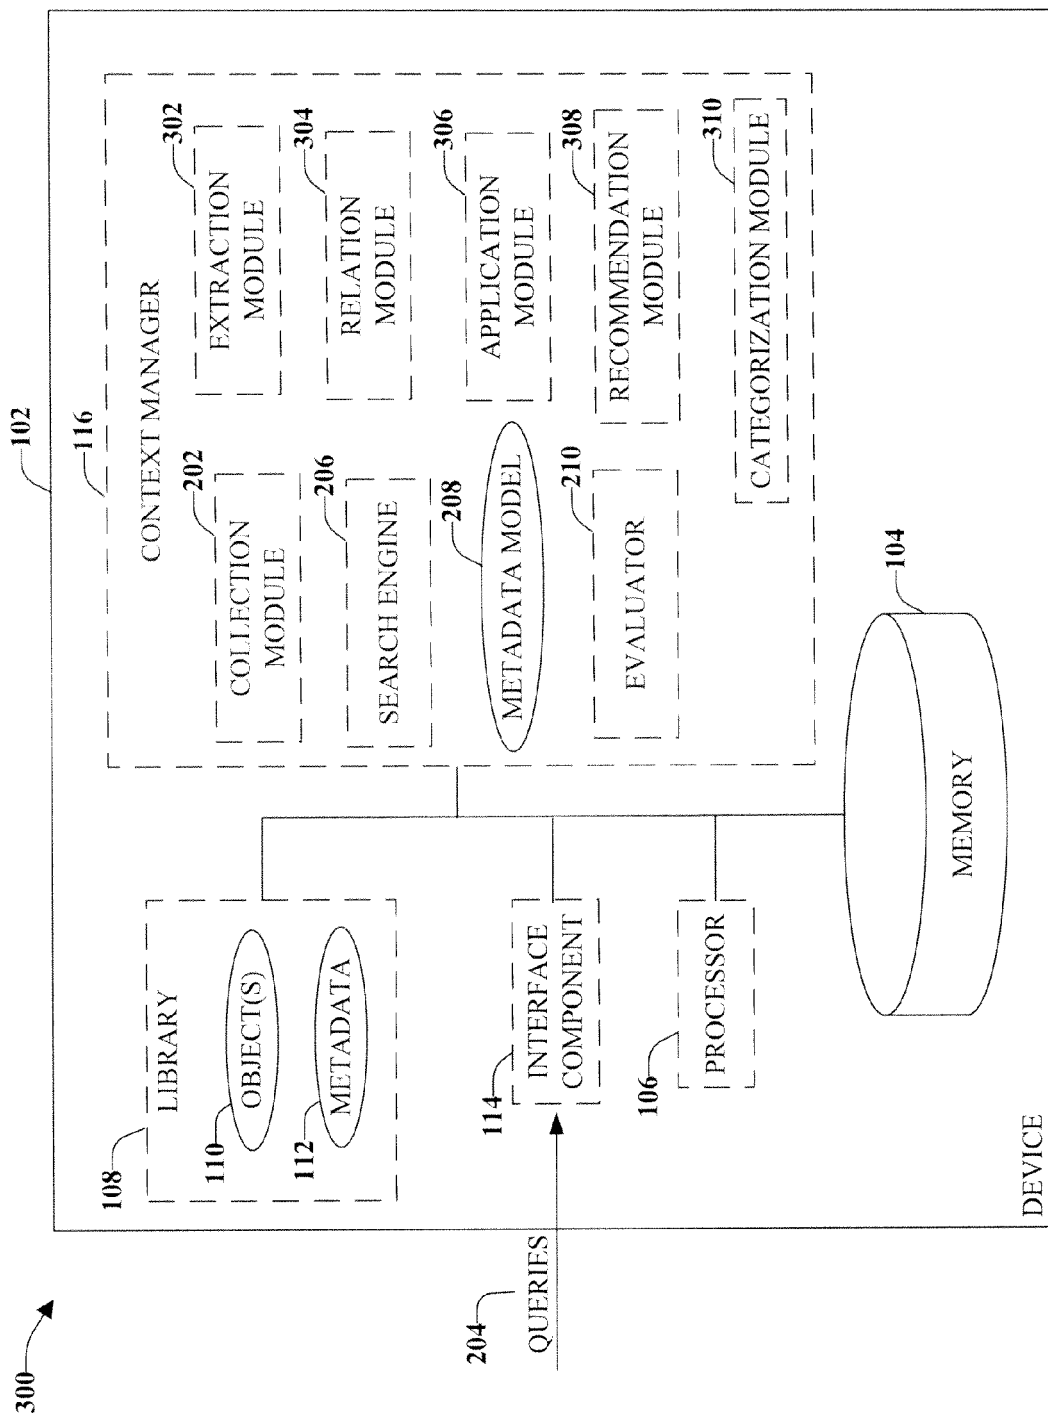 300
102
116
CONTEXT MANAGER
108
LIBRARY
110
OBJECT(S)
112
METADATA
202
COLLECTION
MODULE
302
EXTRACTION
MODULE
206
SEARCH ENGINE
304
RELATION
MODULE
208
METADATA MODEL
306
APPLICATION
MODULE
210
EVALUATOR
308
RECOMMENDATION
MODULE
310
CATEGORIZATION MODULE
204
QUERIES
114
INTERFACE
COMPONENT
106
PROCESSOR
104
MEMORY
DEVICE